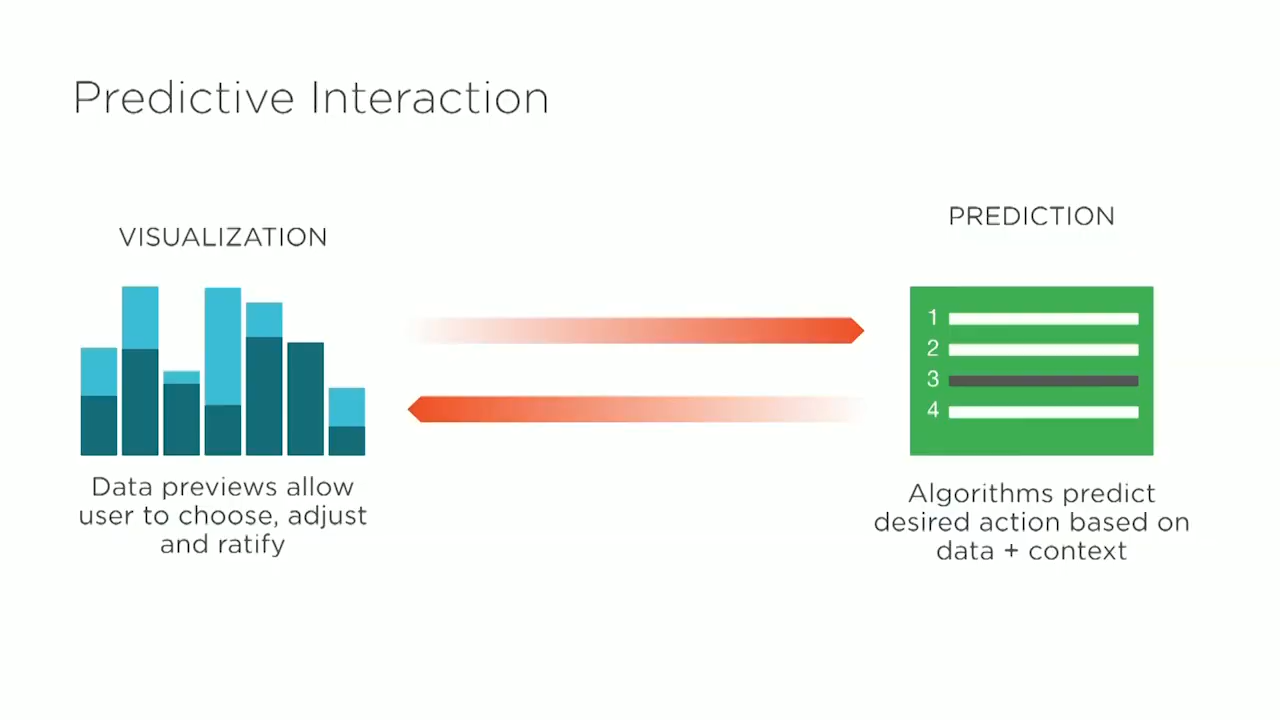 Predictive Interaction
VISUALIZATION
Data previews allow
user to choose, adjust
and ratify
PREDICTION
1
2
3
4
Algorithms predict
desired action based on
data + context